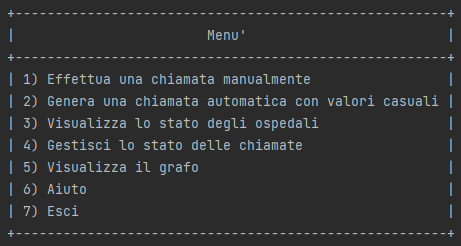 Menu'
1) Effettua una chiamata manualmente
2) Genera una chiamata automatica con valori casuali
3) Visualizza lo stato degli ospedali
4) Gestisci lo stato delle chiamate
5) Visualizza il grafo
6) Aiuto
7) Esci